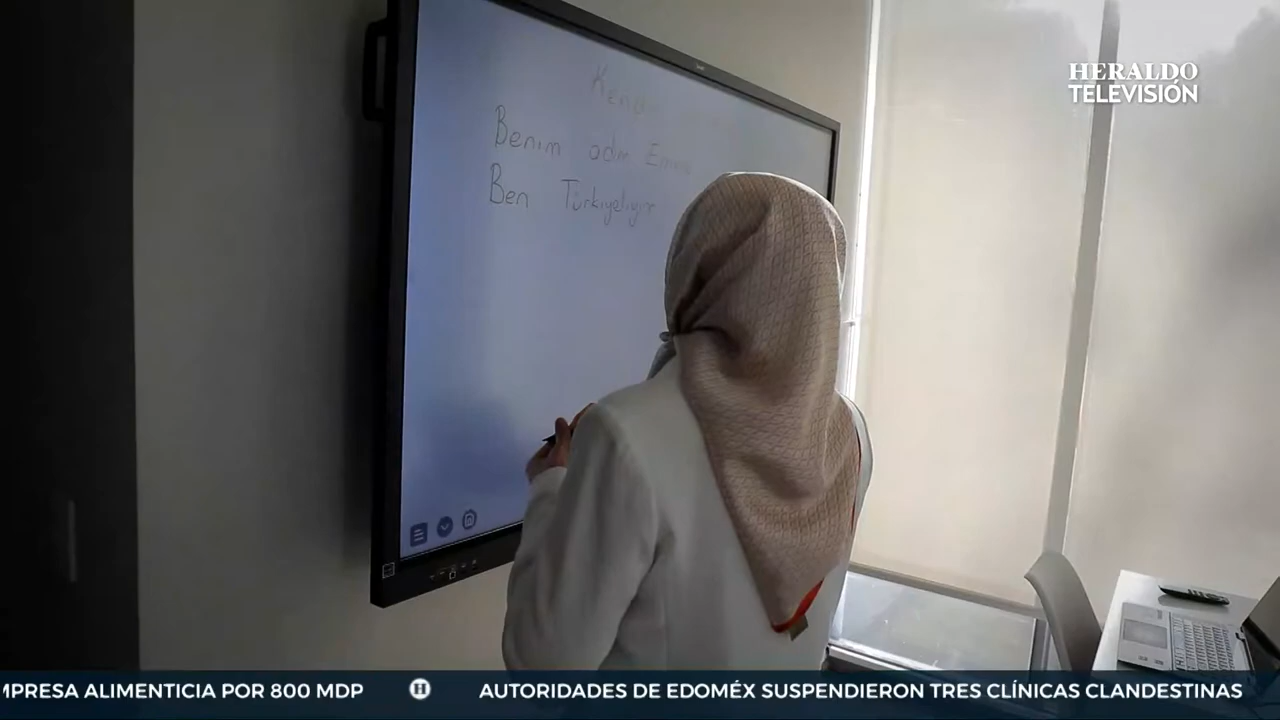 HERALDO
TELEVISIÓN
Benim adım
Ben Türkiyeliyim
MPRESA ALIMENTICIA POR 800 MDP
AUTORIDADES DE EDOMÉX SUSPENDIERON TRES CLÍNICAS CLANDESTINAS